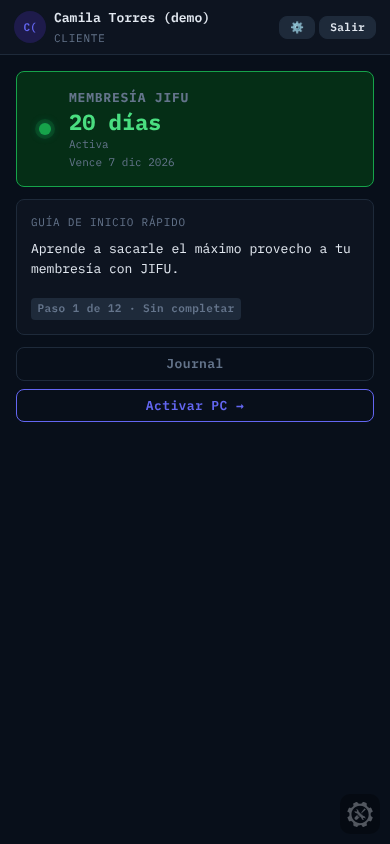 C(
Camila Torres (demo)
CLIENTE
⚙️
Salir
MEMBRESÍA JIFU
20 días
Activa
Vence 7 dic 2026
GUÍA DE INICIO RÁPIDO
Aprende a sacarle el máximo provecho a tu
membresía con JIFU.
Paso 1 de 12 · Sin completar
Journal
Activar PC →